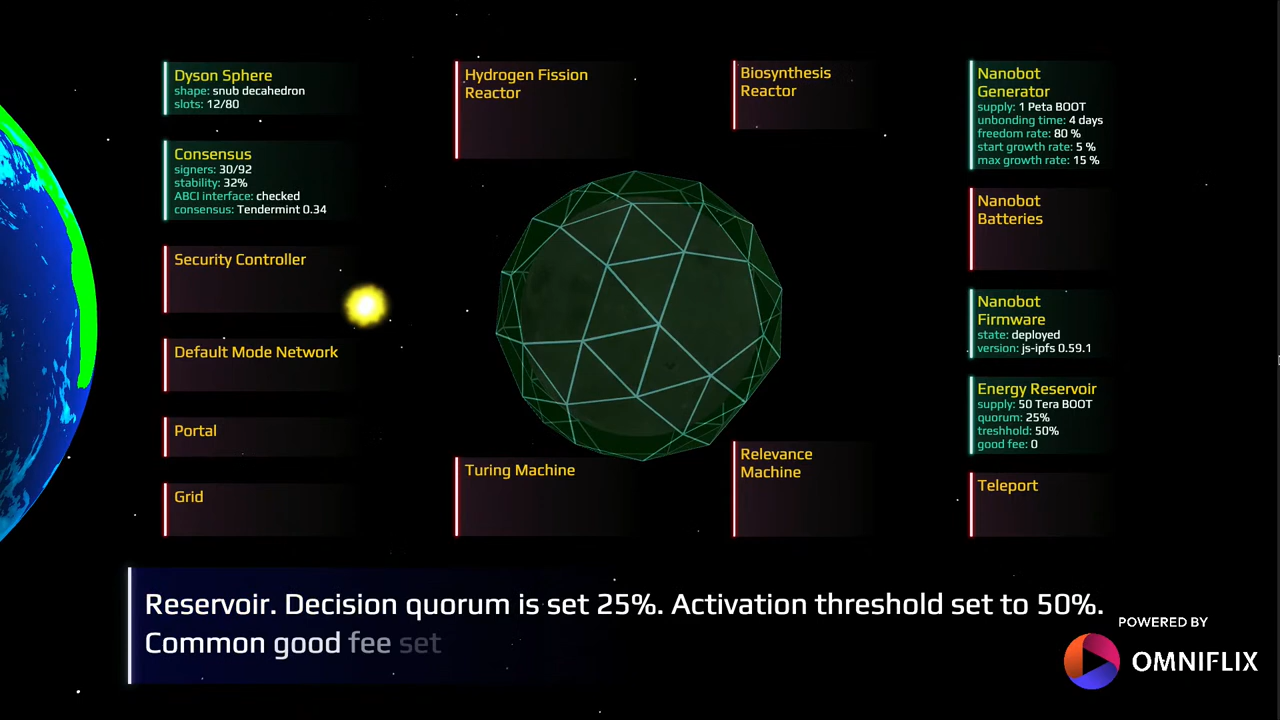 Dyson Sphere
shape: snub decahedron
slots: 12/80
Consensus
signers: 30/92
stability: 32%
ABCI interface: checked
consensus: Tendermint 0.34
Security Controller
Default Mode Network
Portal
Grid
Hydrogen Fission
Reactor
Turing Machine
Biosynthesis
Reactor
Relevance
Machine
Nanobot
Generator
supply: 1 Peta BOOT
unbonding time: 4 days
freedom rate: 80 %
start growth rate: 5 %
max growth rate: 15 %
Nanobot
Batteries
Nanobot
Firmware
state: deployed
version: js-ipfs 0.59.1
Energy Reservoir
supply: 50 Tera BOOT
quorum: 25%
treshhold: 50%
good fee: 0
Teleport
Reservoir. Decision quorum is set 25%. Activation threshold set to 50%.
Common good fee set
POWERED BY
OMNIFLIX